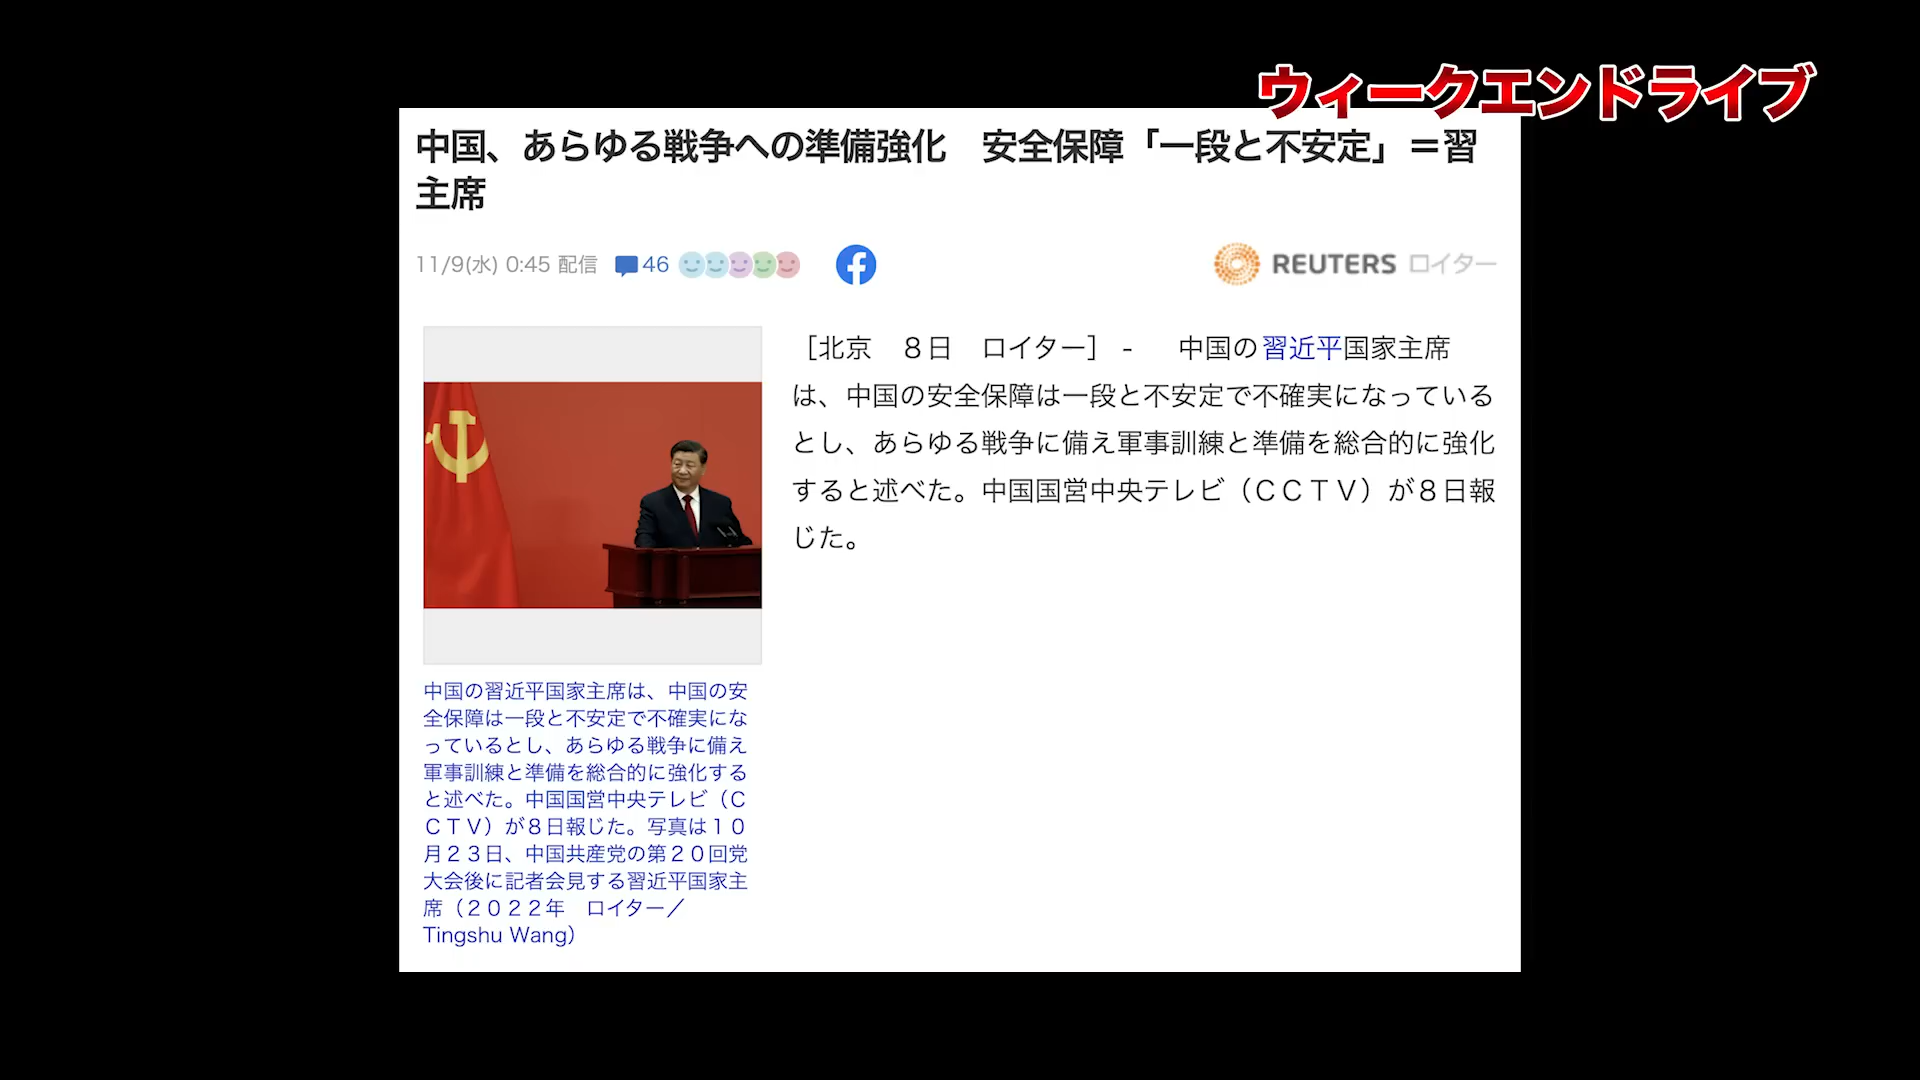 ウィークエンドライブ
中国、あらゆる戦争への準備強化　安全保障「一段と不安定」＝習
主席
11/9(水) 0:45 配信 46
REUTERS ロイター
［北京　８日　ロイター］ -　中国の習近平国家主席
は、中国の安全保障は一段と不安定で不確実になっている
とし、あらゆる戦争に備え軍事訓練と準備を総合的に強化
すると述べた。中国国営中央テレビ（ＣＣＴＶ）が８日報
じた。
中国の習近平国家主席は、中国の安
全保障は一段と不安定で不確実にな
っているとし、あらゆる戦争に備え
軍事訓練と準備を総合的に強化する
と述べた。中国国営中央テレビ（Ｃ
ＣＴＶ）が８日報じた。写真は１０
月２３日、中国共産党の第２０回党
大会後に記者会見する習近平国家主
席（２０２２年　ロイター／
Tingshu Wang）